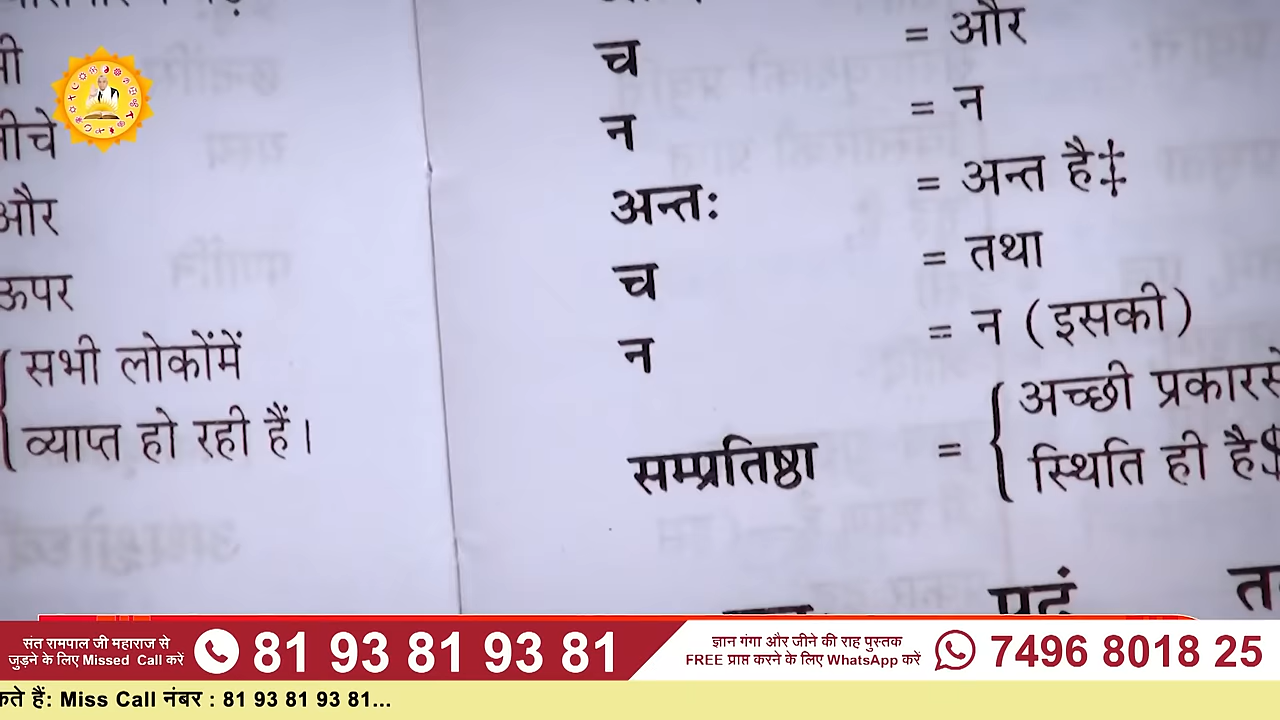 नीचे
और
ऊपर
सभी लोकोंमें
व्याप्त हो रही हैं।
च = और
न = न
अन्तः = अन्त है‡
च = तथा
न = न (इसकी)
सम्प्रतिष्ठा = अच्छी प्रकारसे
स्थिति ही है$
पदं
संत रामपाल जी महाराज से
जुड़ने के लिए Missed Call करें
81 93 81 93 81
ज्ञान गंगा और जीने की राह पुस्तक
FREE प्राप्त करने के लिए WhatsApp करें
7496 8018 25
हैं: Miss Call नंबर : 81 93 81 93 81...